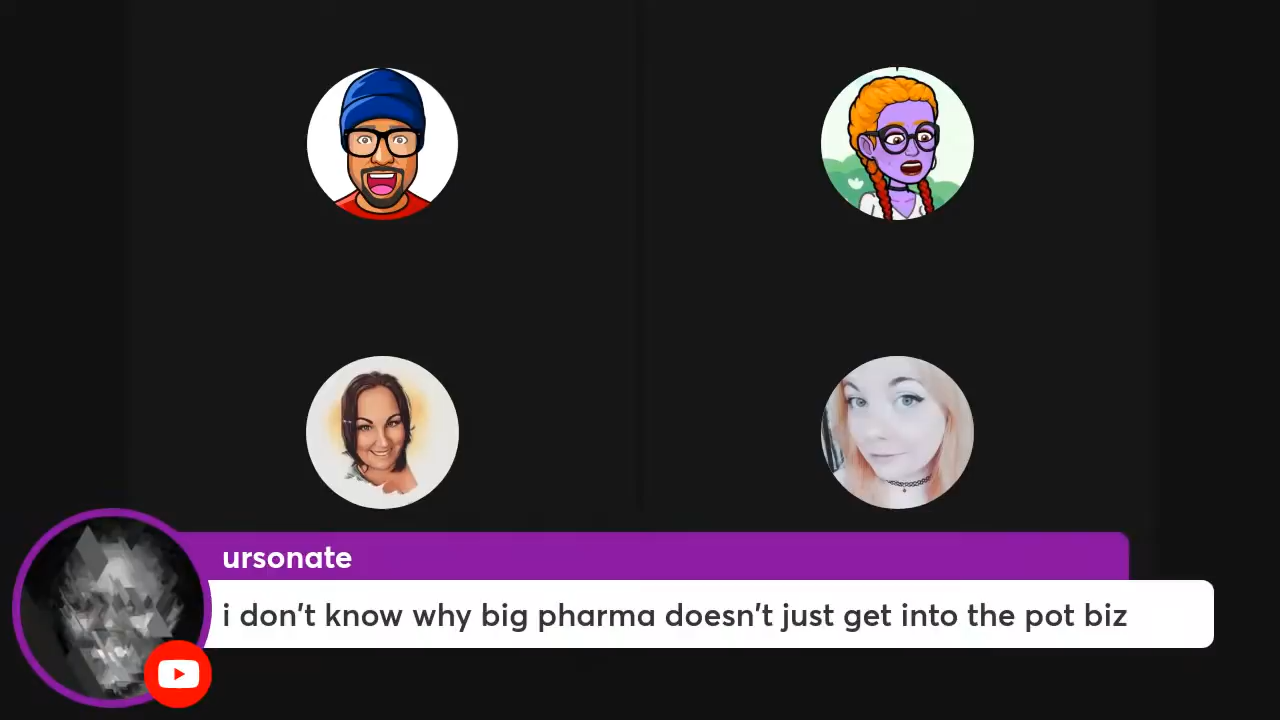 ursonate
i don't know why big pharma doesn't just get into the pot biz